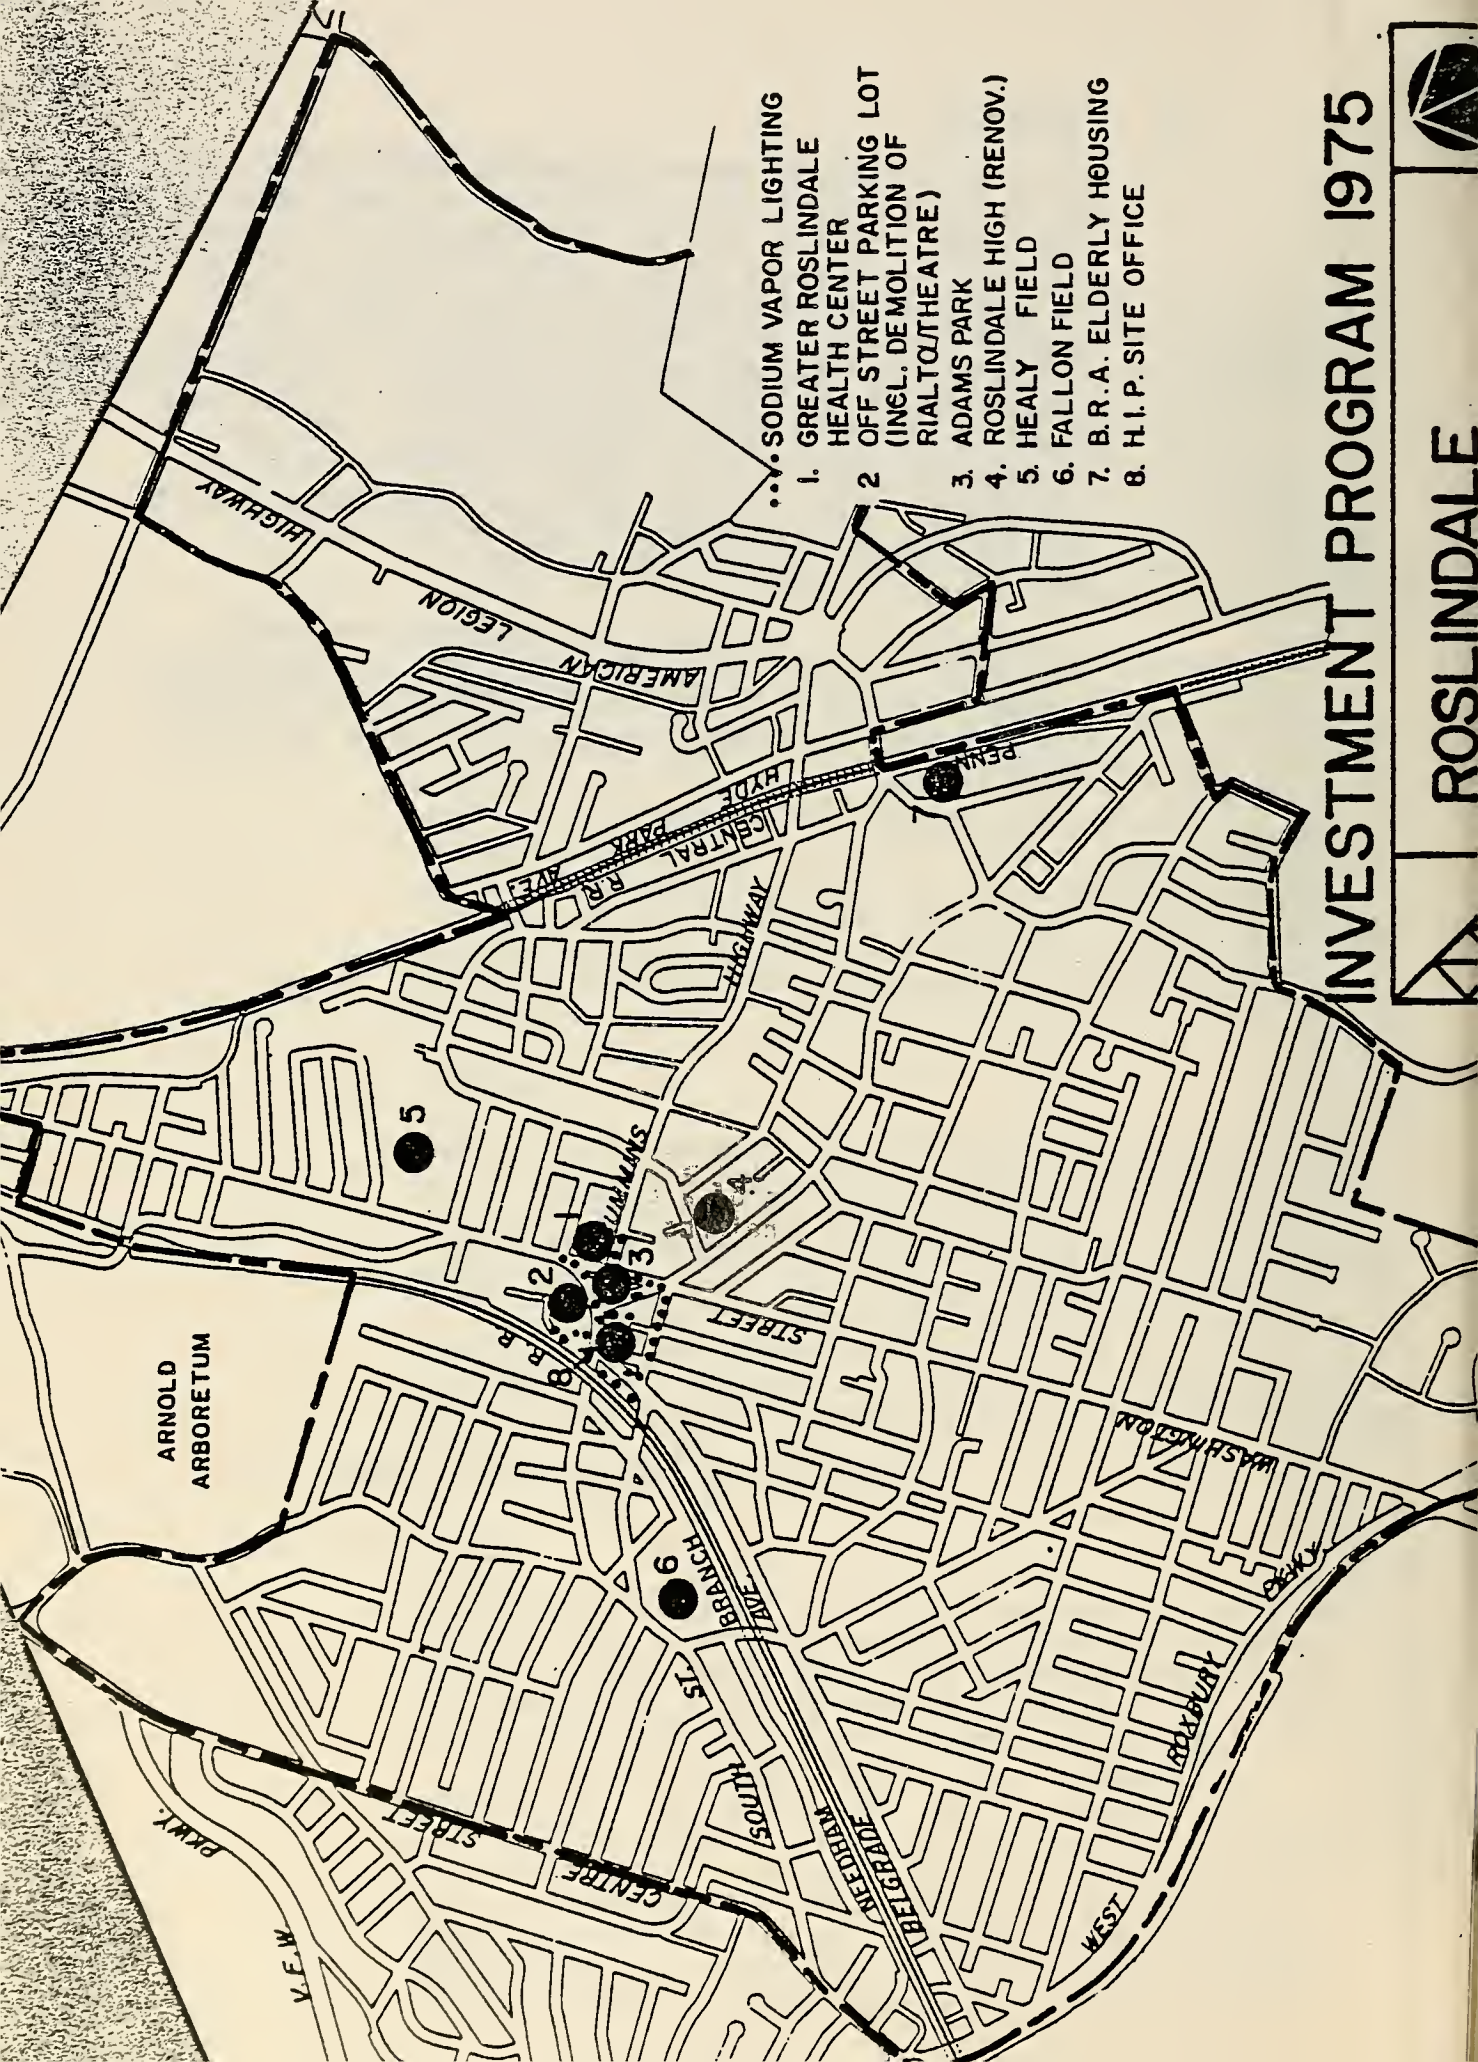 SODIUM VAPOR LIGHTING
1. GREATER ROSLINDALE
HEALTH CENTER
2 OFF STREET PARKING LOT
(INCL. DEMOLITION OF
RIALTO/THEATRE)
3. ADAMS PARK
4. ROSLINDALE HIGH (RENOV.)
5. HEALY FIELD
6. FALLON FIELD
7. B.R.A. ELDERLY HOUSING
8. H.I.P. SITE OFFICE
INVESTMENT PROGRAM 1975
ROSLINDALE
ARNOLD
ARBORETUM
V.F.W. PKWY.
CENTRE STREET
SOUTH ST.
NEEDHAM BRANCH R.R.
BELGRADE AVE.
WEST ROXBURY PKWY.
WASHINGTON STREET
CUMMINS HIGHWAY
HYDE PARK AVE.
PENN CENTRAL R.R.
AMERICAN LEGION HIGHWAY
1
2
3
4
5
6
7
8